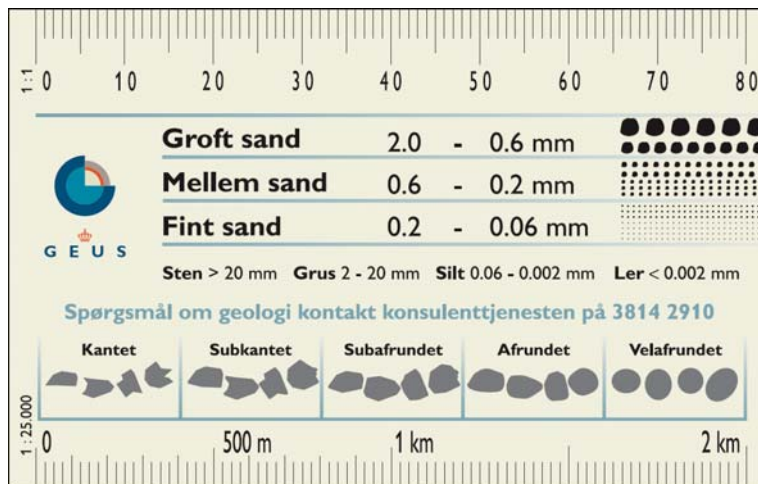 1:1 0 10 20 30 40 50 60 70 80
Groft sand 2.0 - 0.6 mm
Mellem sand 0.6 - 0.2 mm
Fint sand 0.2 - 0.06 mm
GEUS
Sten > 20 mm Grus 2 - 20 mm Silt 0.06 - 0.002 mm Ler < 0.002 mm
Spørgsmål om geologi kontakt konsulenttjenesten på 3814 2910
Kantet Subkantet Subafrundet Afrundet Velafrundet
1:25.000 0 500 m 1 km 2 km